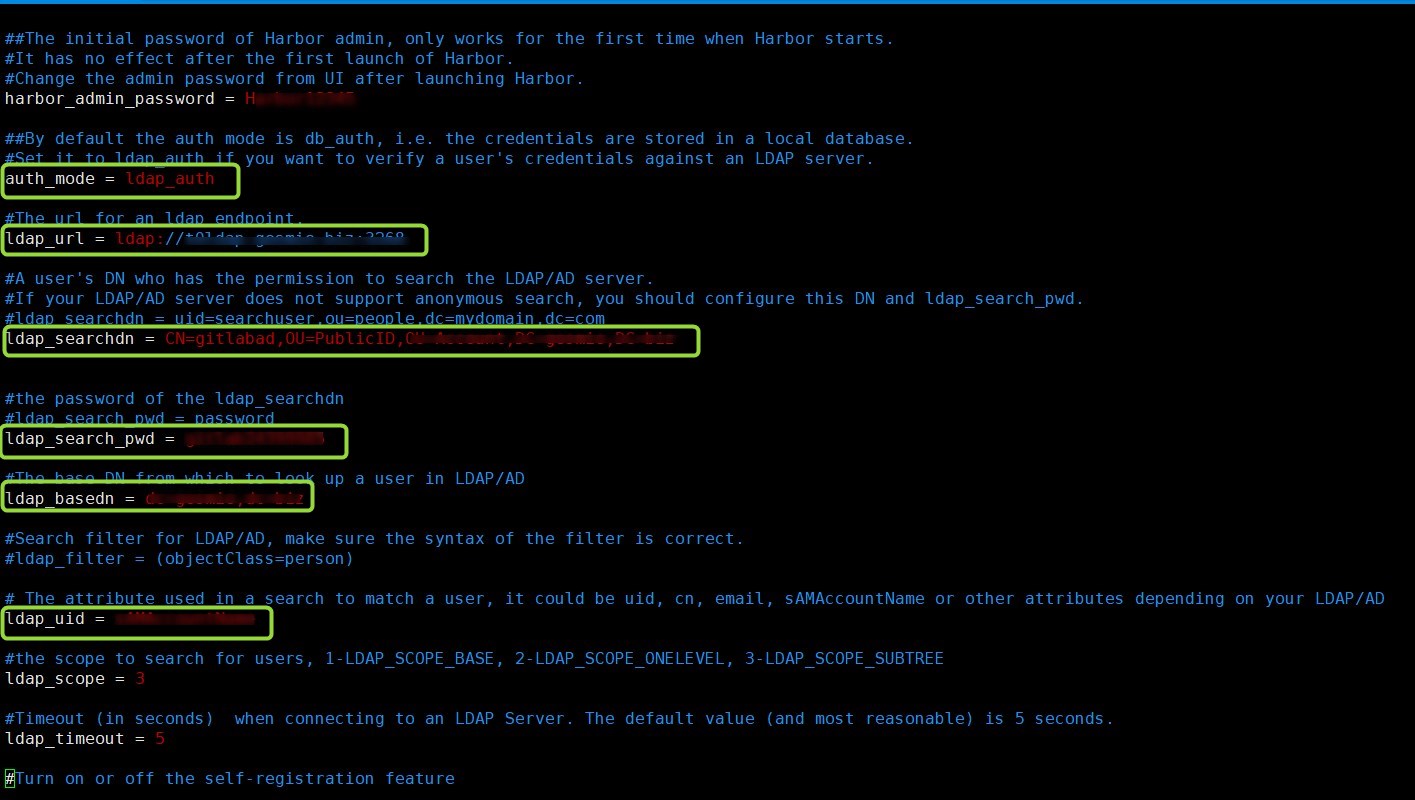 ##The initial password of Harbor admin, only works for the first time when Harbor starts.
#It has no effect after the first launch of Harbor.
#Change the admin password from UI after launching Harbor.
harbor_admin_password =
##By default the auth mode is db_auth, i.e. the credentials are stored in a local database.
#Set it to ldap_auth if you want to verify a user's credentials against an LDAP server.
auth_mode = ldap_auth
#The url for an ldap endpoint.
ldap_url = ldap://
#A user's DN who has the permission to search the LDAP/AD server.
#If your LDAP/AD server does not support anonymous search, you should configure this DN and ldap_search_pwd.
#ldap_searchdn = uid=searchuser,ou=people,dc=mydomain,dc=com
ldap_searchdn = CN=gitlabad,OU=PublicID,
#the password of the ldap_searchdn
#ldap_search_pwd = password
ldap_search_pwd =
#The base DN from which to look up a user in LDAP/AD
ldap_basedn =
#Search filter for LDAP/AD, make sure the syntax of the filter is correct.
#ldap_filter = (objectClass=person)
# The attribute used in a search to match a user, it could be uid, cn, email, sAMAccountName or other attributes depending on your LDAP/AD
ldap_uid =
#the scope to search for users, 1-LDAP_SCOPE_BASE, 2-LDAP_SCOPE_ONELEVEL, 3-LDAP_SCOPE_SUBTREE
ldap_scope = 3
#Timeout (in seconds)  when connecting to an LDAP Server. The default value (and most reasonable) is 5 seconds.
ldap_timeout = 5
#Turn on or off the self-registration feature